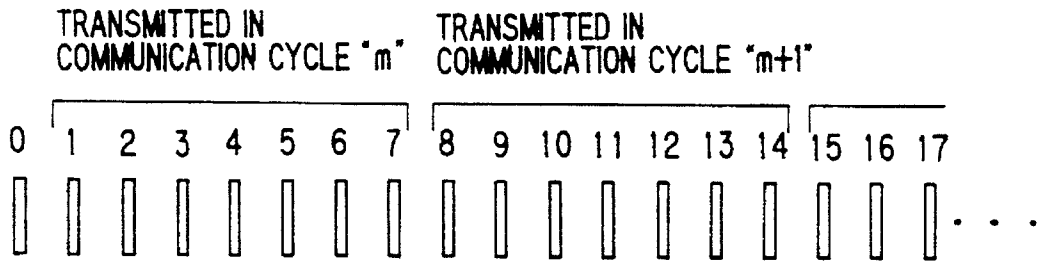 TRANSMITTED IN
COMMUNICATION CYCLE "m"
TRANSMITTED IN
COMMUNICATION CYCLE "m+1"
0 1 2 3 4 5 6 7 8 9 10 11 12 13 14 15 16 17
. . .